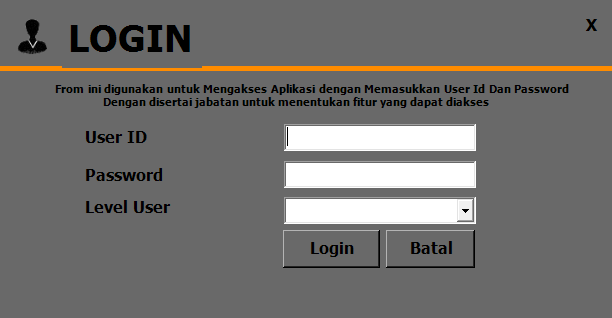 LOGIN
X
From ini digunakan untuk Mengakses Aplikasi dengan Memasukkan User Id Dan Password
Dengan disertai jabatan untuk menentukan fitur yang dapat diakses
User ID
Password
Level User
Login
Batal